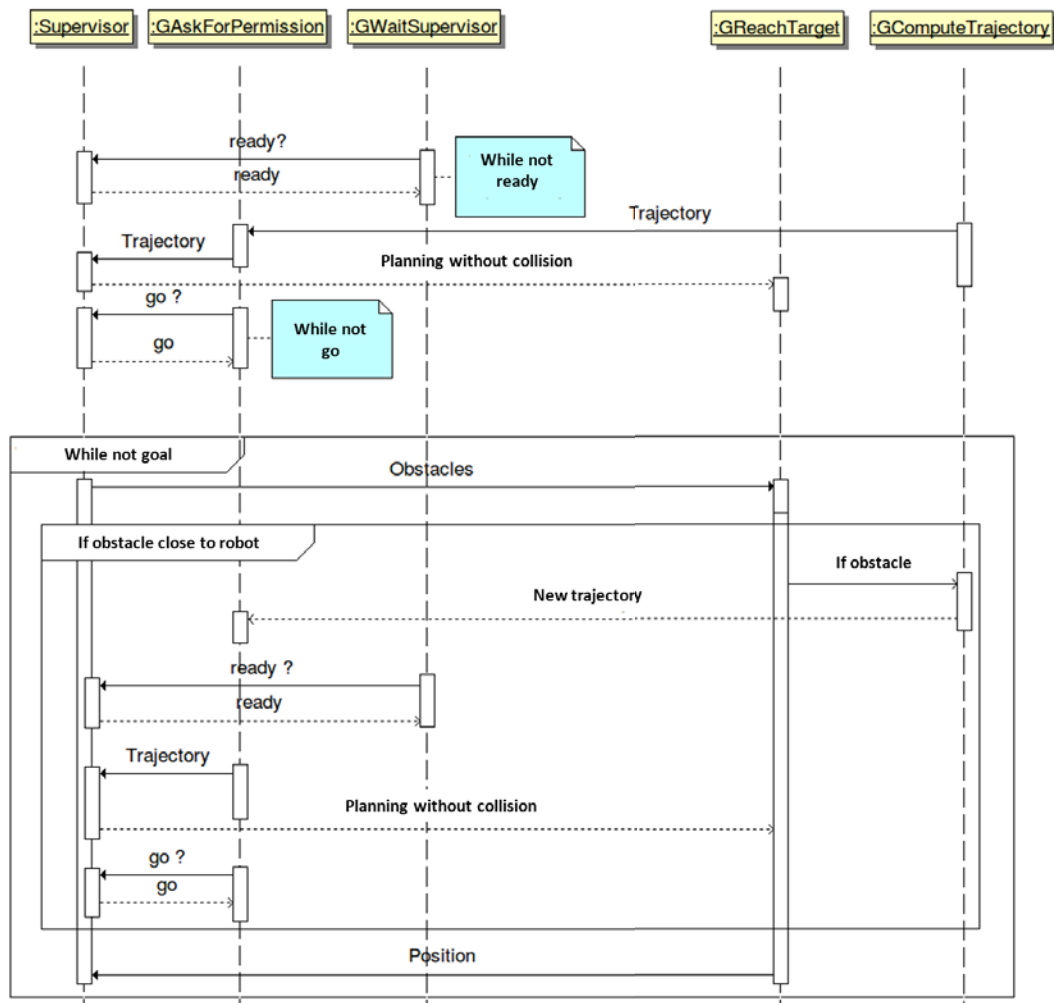 :Supervisor
:GAskForPermission
:GWaitSupervisor
:GReachTarget
:GComputeTrajectory
ready?
While not
ready
ready
Trajectory
Trajectory
Planning without collision
go ?
While not
go
go
While not goal
Obstacles
If obstacle close to robot
If obstacle
New trajectory
ready ?
ready
Trajectory
Planning without collision
go ?
go
Position